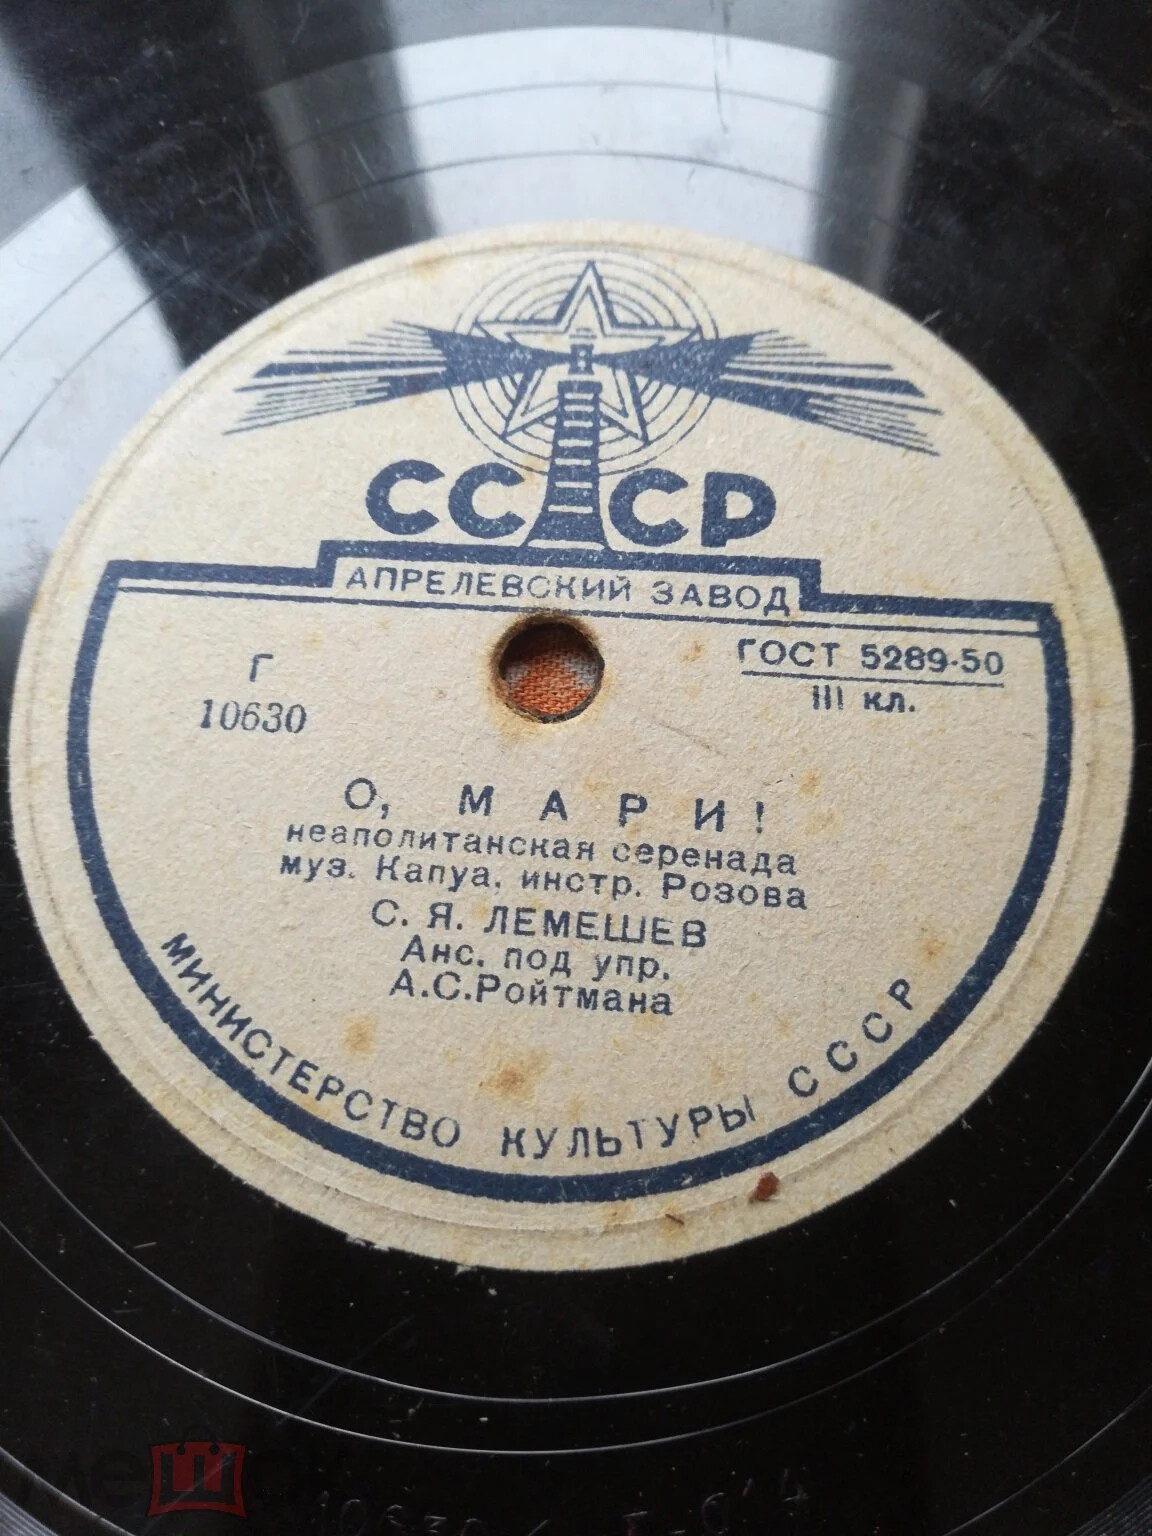 СССР
АПРЕЛЕВСКИЙ ЗАВОД
Г
10630
ГОСТ 5289-50
III кл.
О, МАРИ!
неаполитанская серенада
муз. Капуа, инстр. Розова
С. Я. ЛЕМЕШЕВ
Анс. под упр.
А.С.Ройтмана
МИНИСТЕРСТВО КУЛЬТУРЫ СССР